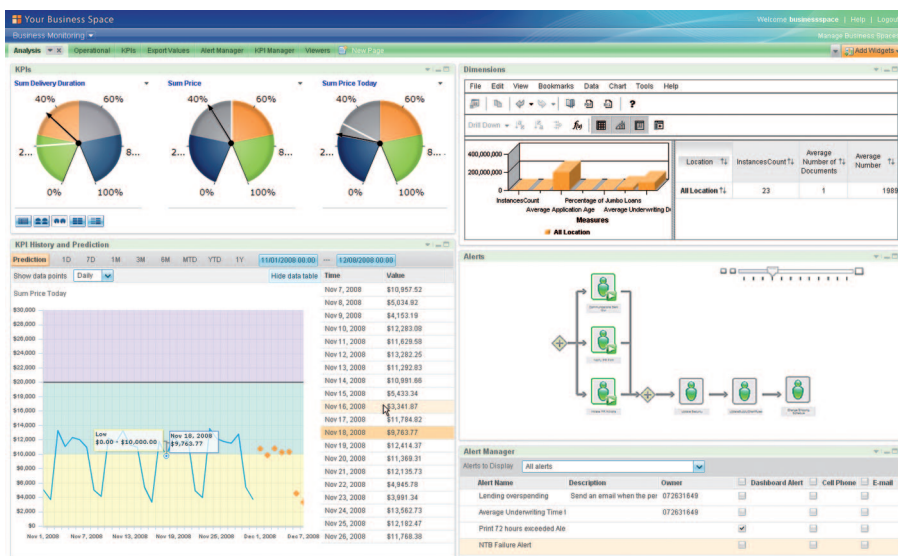 Your Business Space
Welcome businessspace | Help | Logout
Business Monitoring
Manage Business Spaces
Analysis Operational KPIs Export Values Alert Manager KPI Manager Viewers New Page
Add Widgets
KPIs
Sum Delivery Duration Sum Price Sum Price Today
40% 60% 40% 60% 40% 60%
2... 8... 2... 8... 2... 8...
0% 100% 0% 100% 0% 100%
Dimensions
File Edit View Bookmarks Data Chart Tools Help
Drill Down
400,000,000
200,000,000
0
InstancesCount Percentage of Jumbo Loans
Average Application Age Average Underwriting D
Measures
All Location
Location InstancesCount Average Number of Documents Average Number
All Location 23 1 1989
KPI History and Prediction
Prediction 1D 7D 1M 3M 6M MTD YTD 1Y 11/01/2008 00:00 — 12/08/2008 00:00
Show data points Daily Hide data table
Sum Price Today
$30,000
$28,000
$26,000
$24,000
$22,000
$20,000
$18,000
$16,000
$14,000
$12,000
$10,000
$8,000
$6,000
$4,000
$2,000
$0
Low
$0.00 - $10,000.00
Nov 18, 2008
$9,763.77
Nov 1, 2008 Nov 7, 2008 Nov 13, 2008 Nov 19, 2008 Nov 25, 2008 Dec 1, 2008 Dec 7, 2008
Time Value
Nov 7, 2008 $10,957.52
Nov 8, 2008 $5,034.92
Nov 9, 2008 $4,153.19
Nov 10, 2008 $12,283.08
Nov 11, 2008 $11,629.58
Nov 12, 2008 $13,282.25
Nov 13, 2008 $11,292.83
Nov 14, 2008 $10,991.66
Nov 15, 2008 $5,433.34
Nov 16, 2008 $3,341.87
Nov 17, 2008 $11,784.82
Nov 18, 2008 $9,763.77
Nov 19, 2008 $12,414.37
Nov 20, 2008 $11,369.31
Nov 21, 2008 $12,135.73
Nov 22, 2008 $4,945.78
Nov 23, 2008 $3,991.34
Nov 24, 2008 $13,562.73
Nov 25, 2008 $12,182.47
Nov 26, 2008 $11,768.38
Alerts
Alert Manager
Alerts to Display All alerts
Alert Name Description Owner Dashboard Alert Cell Phone E-mail
Lending overspending Send an email when the per 072631649
Average Underwriting Time 072631649
Print 72 hours exceeded Ale
NTB Failure Alert